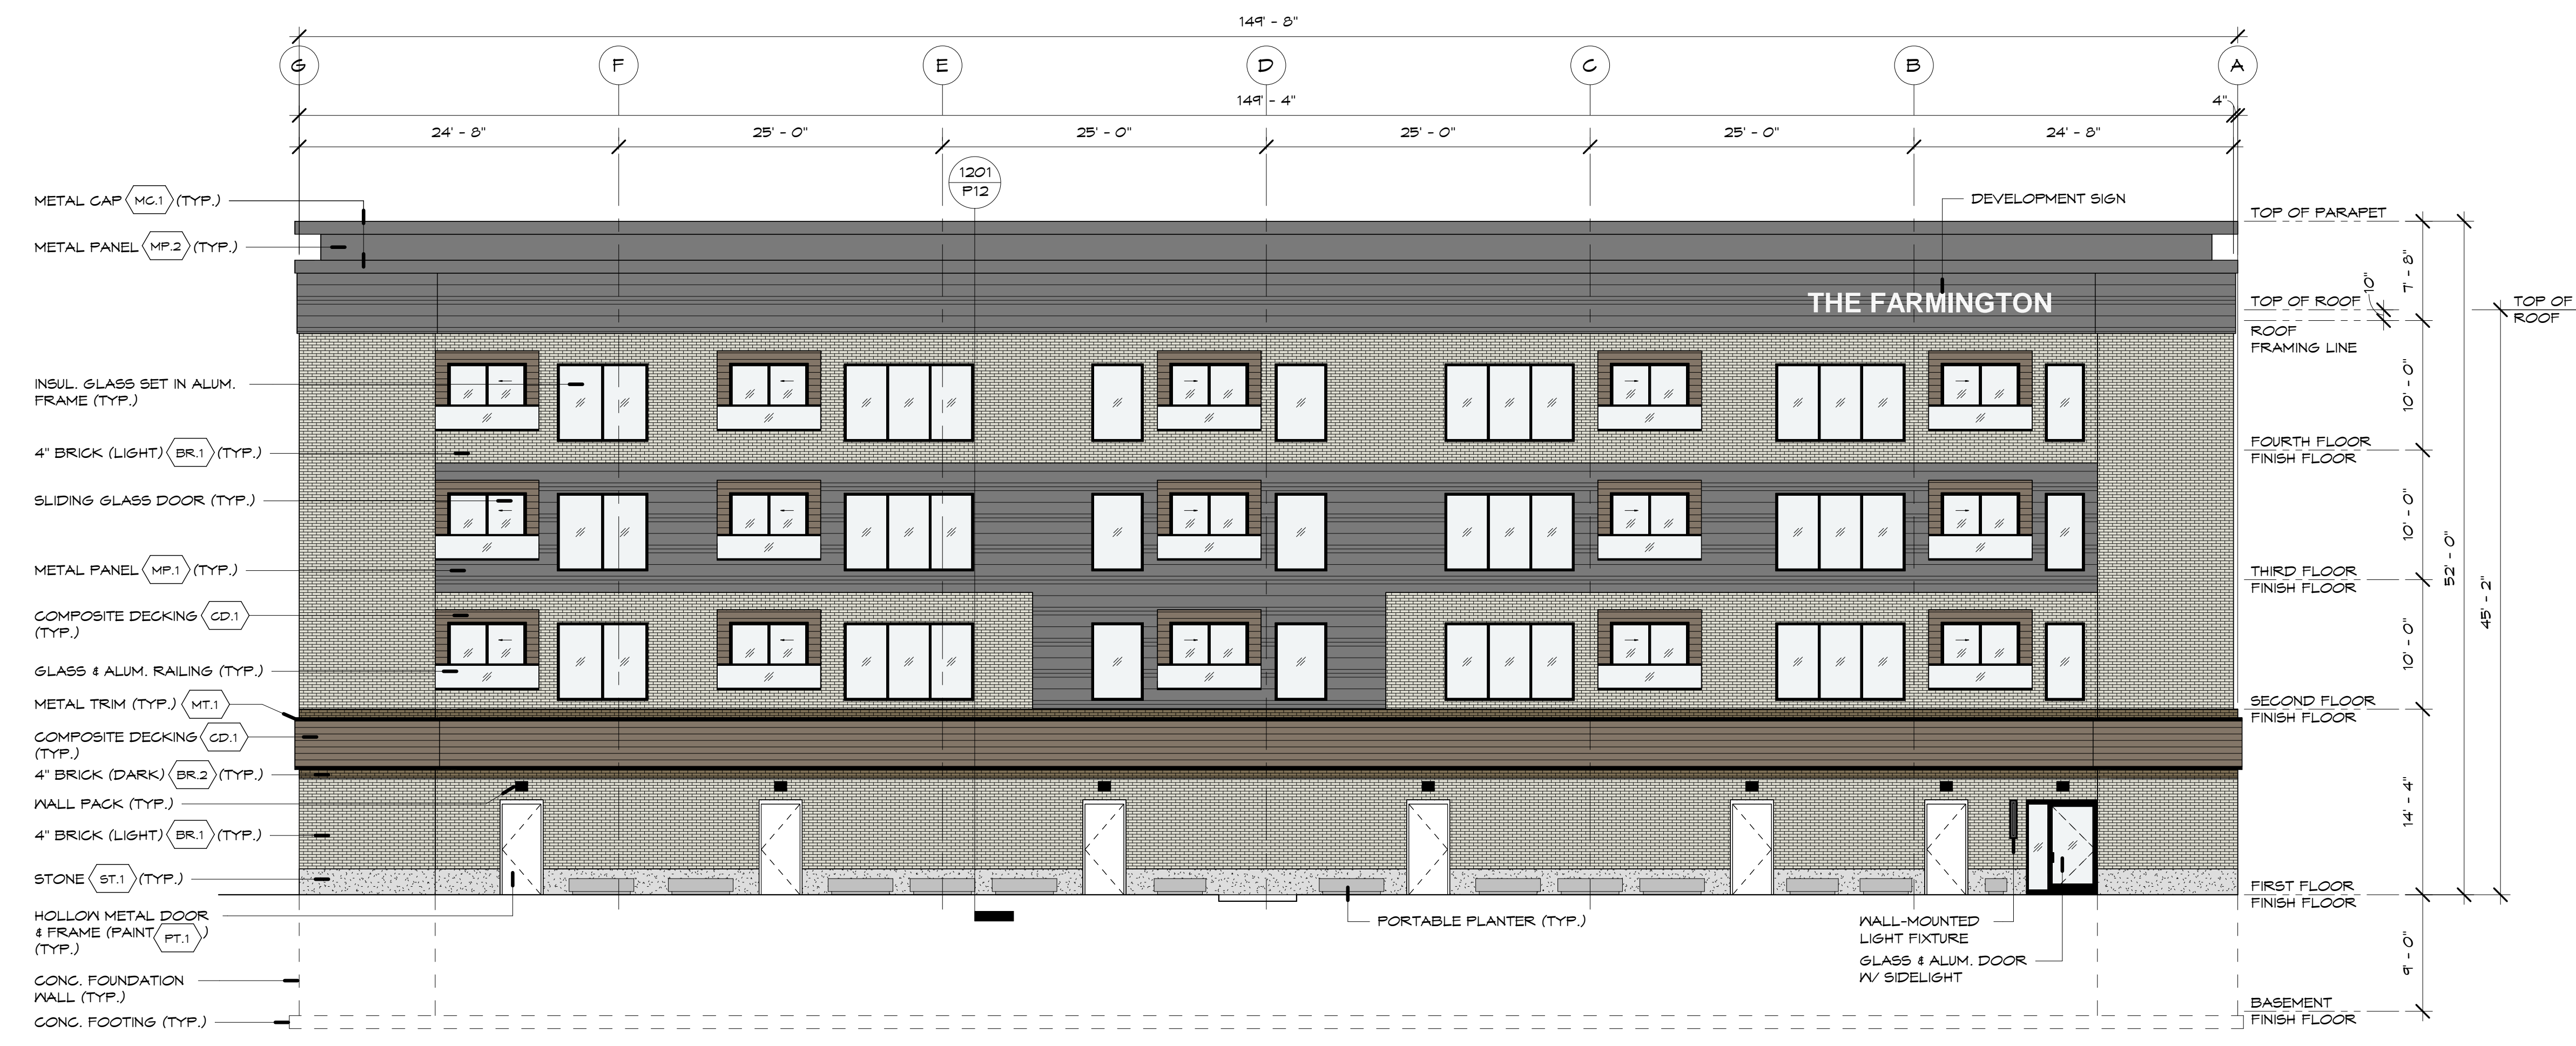 149' - 8"
G
F
E
D
C
B
A
149' - 4"
4"
24' - 8"
25' - 0"
25' - 0"
25' - 0"
25' - 0"
24' - 8"
1201
P12
METAL CAP MC.1 (TYP.)
METAL PANEL MP.2 (TYP.)
INSUL. GLASS SET IN ALUM.
FRAME (TYP.)
4" BRICK (LIGHT) BR.1 (TYP.)
SLIDING GLASS DOOR (TYP.)
METAL PANEL MP.1 (TYP.)
COMPOSITE DECKING CD.1
(TYP.)
GLASS & ALUM. RAILING (TYP.)
METAL TRIM (TYP.) MT.1
COMPOSITE DECKING CD.1
(TYP.)
4" BRICK (DARK) BR.2 (TYP.)
WALL PACK (TYP.)
4" BRICK (LIGHT) BR.1 (TYP.)
STONE ST.1 (TYP.)
HOLLOW METAL DOOR
& FRAME (PAINT PT.1 )
(TYP.)
CONC. FOUNDATION
WALL (TYP.)
CONC. FOOTING (TYP.)
DEVELOPMENT SIGN
THE FARMINGTON
PORTABLE PLANTER (TYP.)
WALL-MOUNTED
LIGHT FIXTURE
GLASS & ALUM. DOOR
W/ SIDELIGHT
TOP OF PARAPET
TOP OF ROOF
ROOF
FRAMING LINE
FOURTH FLOOR
FINISH FLOOR
THIRD FLOOR
FINISH FLOOR
SECOND FLOOR
FINISH FLOOR
FIRST FLOOR
FINISH FLOOR
BASEMENT
FINISH FLOOR
10"
7' - 8"
10' - 0"
10' - 0"
10' - 0"
14' - 4"
9' - 0"
52' - 0"
45' - 2"
TOP OF
ROOF